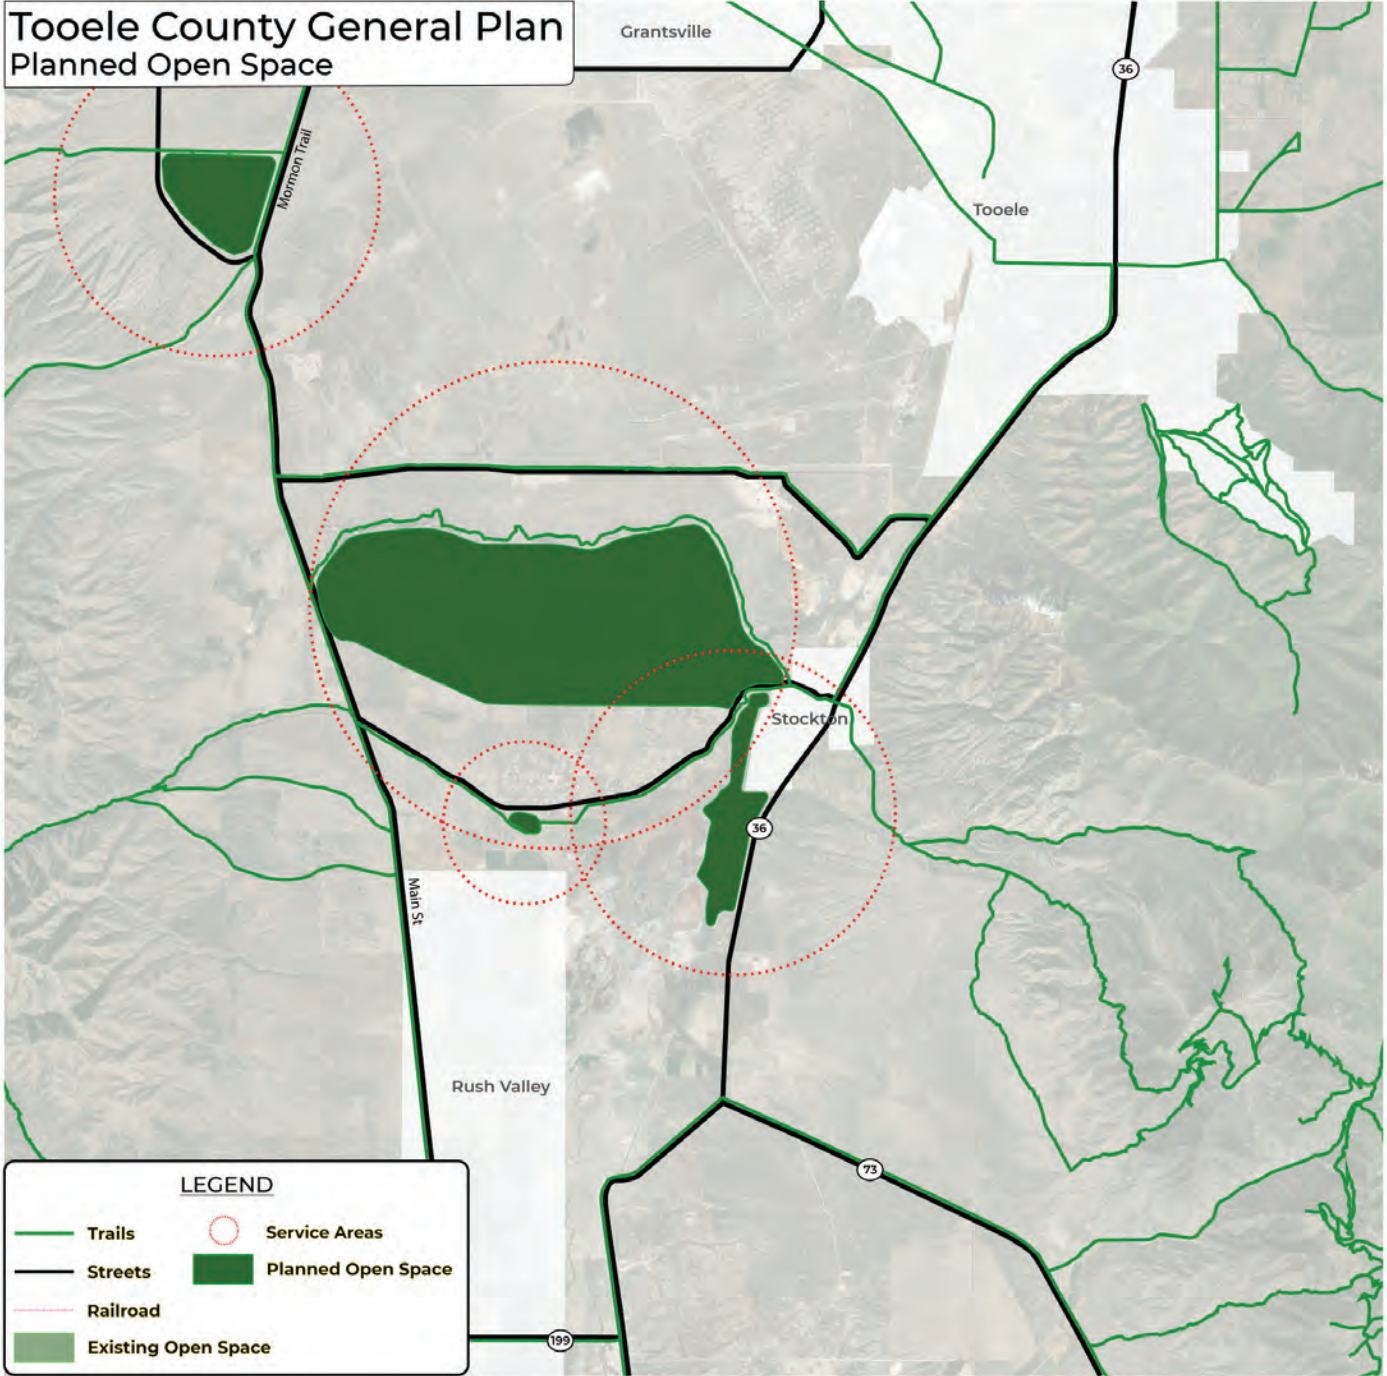 Tooele County General Plan
Planned Open Space
Grantsville
36
Mormon Trail
Tooele
Stockton
36
Main St
Rush Valley
73
199
LEGEND
Trails
Service Areas
Streets
Planned Open Space
Railroad
Existing Open Space